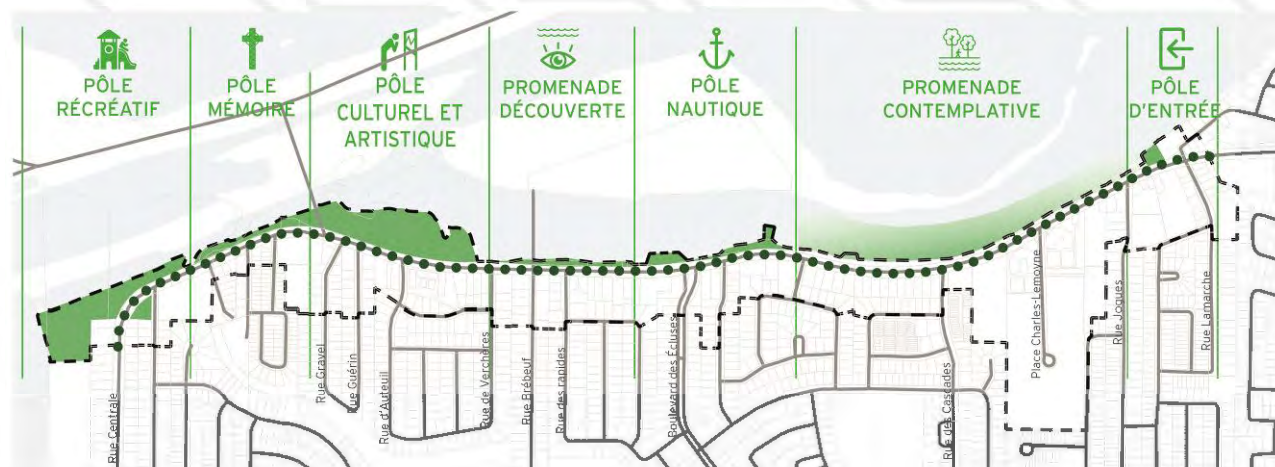 PÔLE
RÉCRÉATIF
PÔLE
MÉMOIRE
PÔLE
CULTUREL ET
ARTISTIQUE
PROMENADE
DÉCOUVERTE
PÔLE
NAUTIQUE
PROMENADE
CONTEMPLATIVE
PÔLE
D'ENTRÉE
Rue Centrale
Rue Gravel
Rue Guérin
Rue d'Auteuil
Rue de Verchères
Rue Brébeuf
Rue des rapides
Boulevard des Écluses
Rue des Cascades
Place Charles-Lemoyne
Rue Jogues
Rue Lamarche